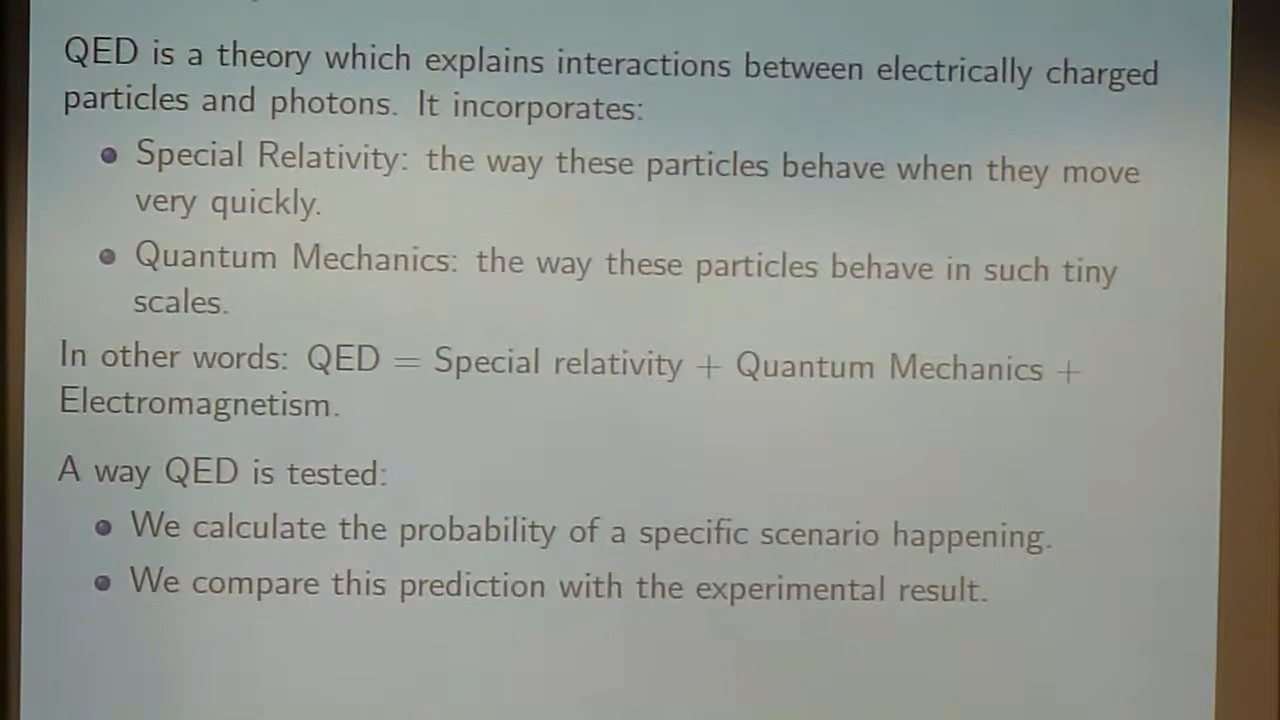 QED is a theory which explains interactions between electrically charged
particles and photons. It incorporates:
Special Relativity: the way these particles behave when they move
very quickly.
Quantum Mechanics: the way these particles behave in such tiny
scales.
In other words: QED = Special relativity + Quantum Mechanics +
Electromagnetism.
A way QED is tested:
We calculate the probability of a specific scenario happening.
We compare this prediction with the experimental result.